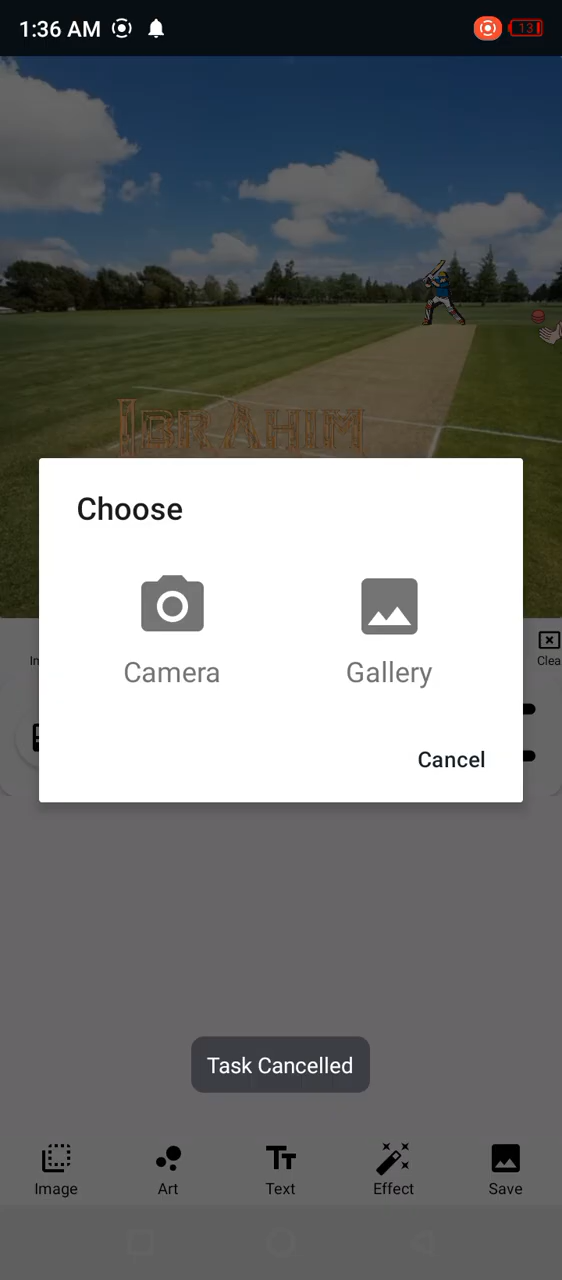 1:36 AM
13
IBRAHIM
Choose
Camera
Gallery
Cancel
Task Cancelled
Image
Art
Text
Effect
Save